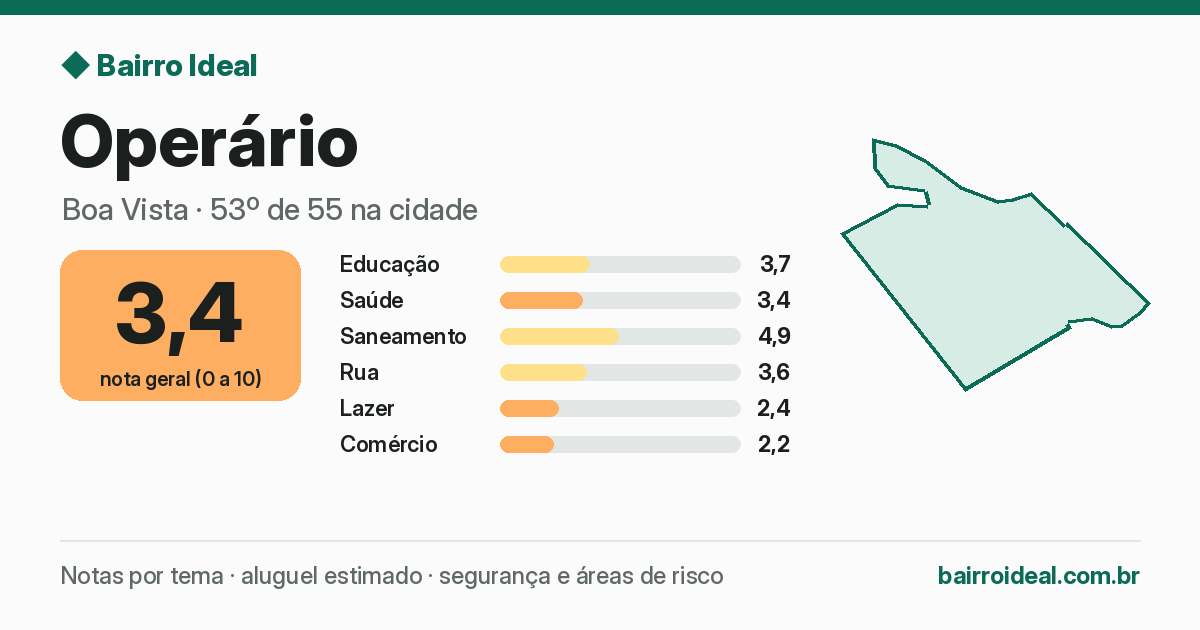 Bairro Ideal
Operário
Boa Vista · 53º de 55 na cidade
3,4
nota geral (0 a 10)
Educação 3,7
Saúde 3,4
Saneamento 4,9
Rua 3,6
Lazer 2,4
Comércio 2,2
Notas por tema · aluguel estimado · segurança e áreas de risco
bairroideal.com.br